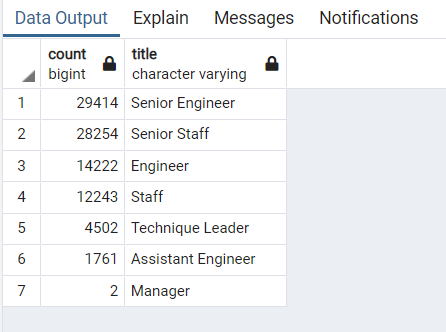 Data Output Explain Messages Notifications
count title
bigint character varying
1 29414 Senior Engineer
2 28254 Senior Staff
3 14222 Engineer
4 12243 Staff
5 4502 Technique Leader
6 1761 Assistant Engineer
7 2 Manager